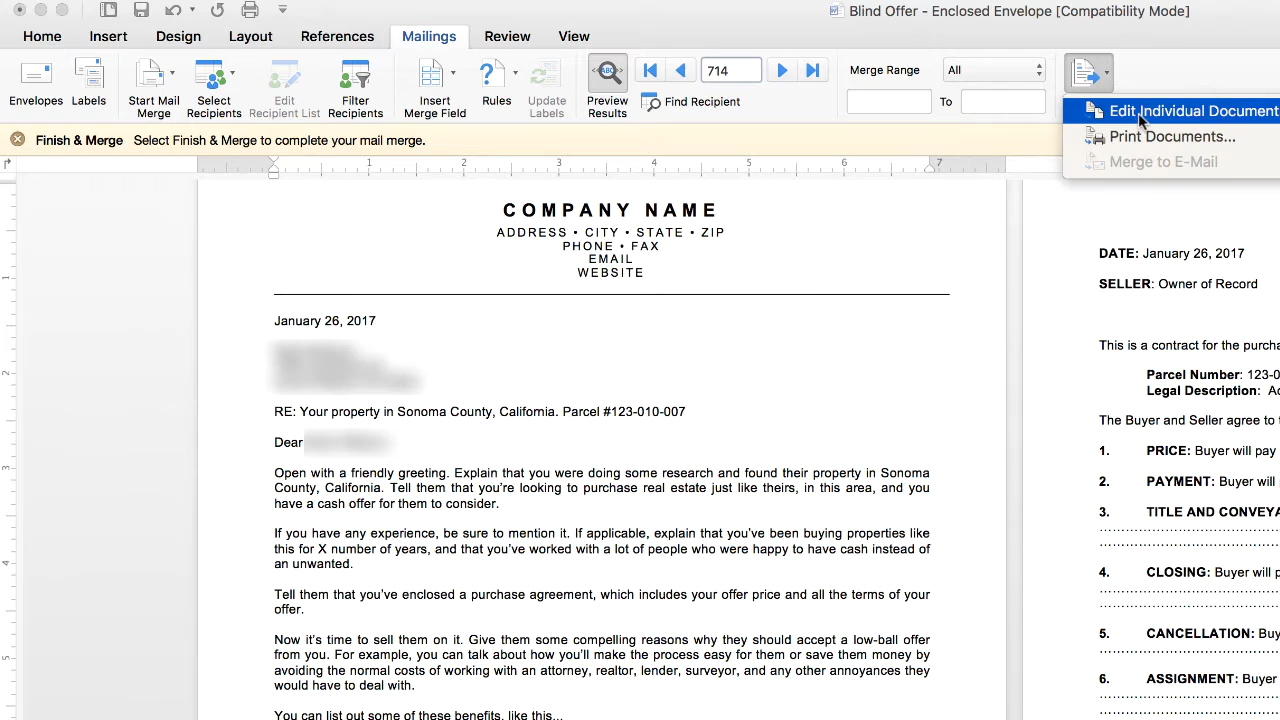 Blind Offer - Enclosed Envelope [Compatibility Mode]
Home Insert Design Layout References Mailings Review View
Envelopes
Labels
Start Mail
Merge
Select
Recipients
Edit
Recipient List
Filter
Recipients
Insert
Merge Field
Rules
Update
Labels
ABC
Preview
Results
714
Find Recipient
Merge Range All
To
Edit Individual Document
Print Documents...
Merge to E-Mail
Finish & Merge Select Finish & Merge to complete your mail merge.
1 2 3 4 5 6 7
1
2
3
4
5
COMPANY NAME
ADDRESS • CITY • STATE • ZIP
PHONE • FAX
EMAIL
WEBSITE
January 26, 2017
RE: Your property in Sonoma County, California. Parcel #123-010-007
Dear
Open with a friendly greeting. Explain that you were doing some research and found their property in Sonoma
County, California. Tell them that you're looking to purchase real estate just like theirs, in this area, and you
have a cash offer for them to consider.
If you have any experience, be sure to mention it. If applicable, explain that you've been buying properties like
this for X number of years, and that you've worked with a lot of people who were happy to have cash instead of
an unwanted.
Tell them that you've enclosed a purchase agreement, which includes your offer price and all the terms of your
offer.
Now it's time to sell them on it. Give them some compelling reasons why they should accept a low-ball offer
from you. For example, you can talk about how you'll make the process easy for them or save them money by
avoiding the normal costs of working with an attorney, realtor, lender, surveyor, and any other annoyances they
would have to deal with.
You can list out some of these benefits, like this...
DATE: January 26, 2017
SELLER: Owner of Record
This is a contract for the purcha
Parcel Number: 123-0
Legal Description: Ac
The Buyer and Seller agree to t
1. PRICE: Buyer will pay
2. PAYMENT: Buyer will
3. TITLE AND CONVEYA
4. CLOSING: Buyer will p
5. CANCELLATION: Buy
6. ASSIGNMENT: Buyer